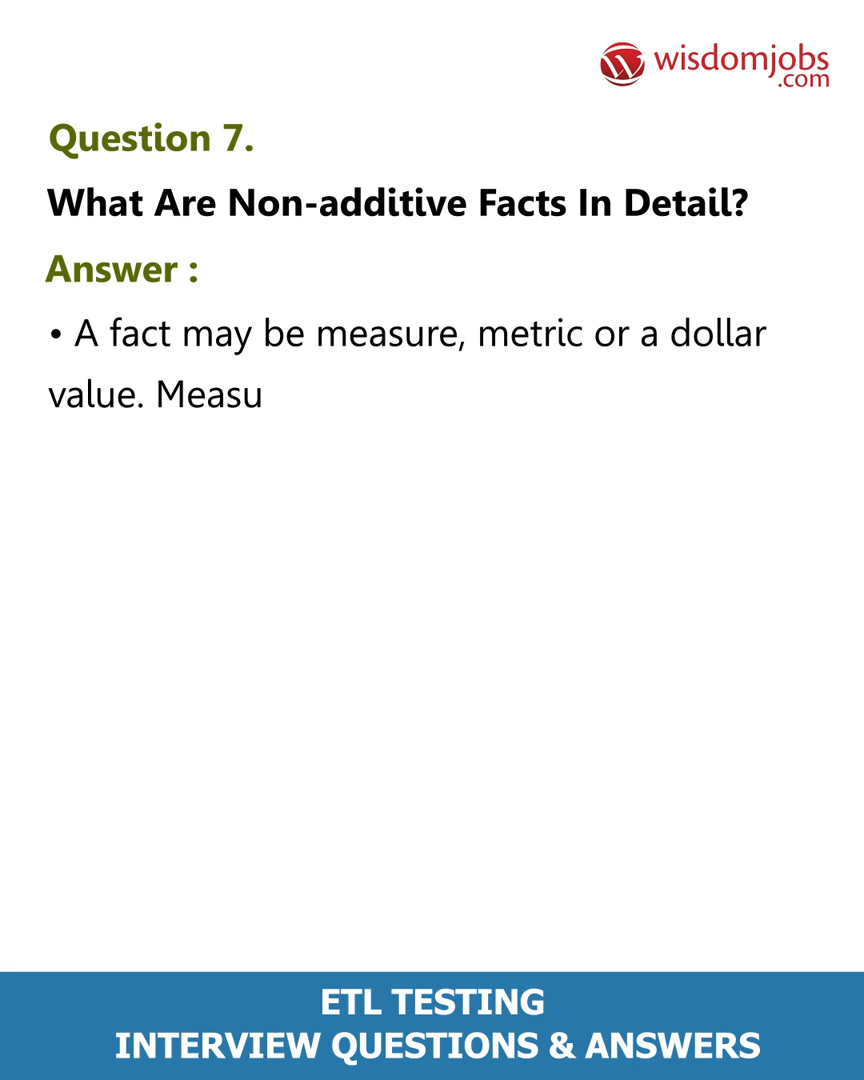 wisdomjobs
.com
Question 7.
What Are Non-additive Facts In Detail?
Answer :
• A fact may be measure, metric or a dollar
value. Measu
ETL TESTING
INTERVIEW QUESTIONS & ANSWERS